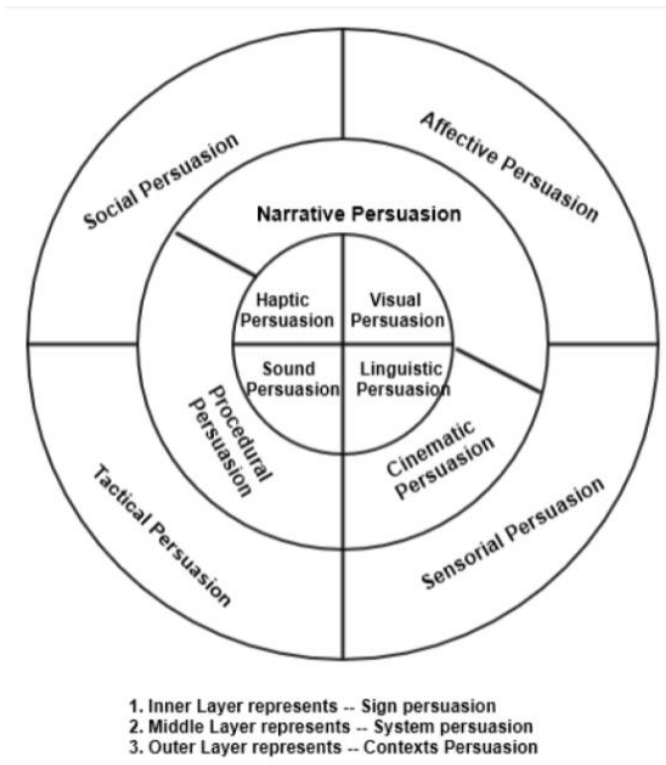 Social Persuasion
Affective Persuasion
Narrative Persuasion
Haptic
Persuasion
Visual
Persuasion
Sound
Persuasion
Linguistic
Persuasion
Procedural
Persuasion
Cinematic
Persuasion
Tactical Persuasion
Sensorial Persuasion
1. Inner Layer represents -- Sign persuasion
2. Middle Layer represents -- System persuasion
3. Outer Layer represents -- Contexts Persuasion